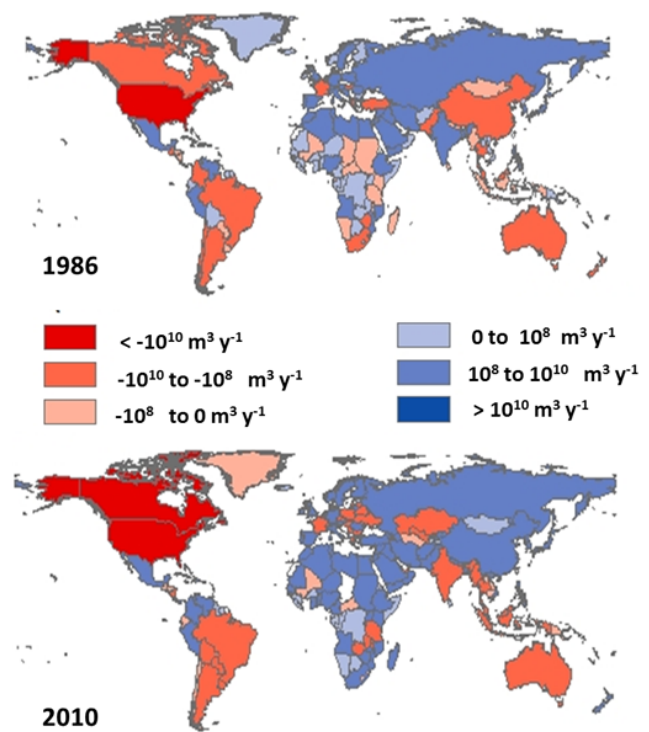 1986
< -10¹⁰ m³ y⁻¹
-10¹⁰ to -10⁸ m³ y⁻¹
-10⁸ to 0 m³ y⁻¹
0 to 10⁸ m³ y⁻¹
10⁸ to 10¹⁰ m³ y⁻¹
> 10¹⁰ m³ y⁻¹
2010